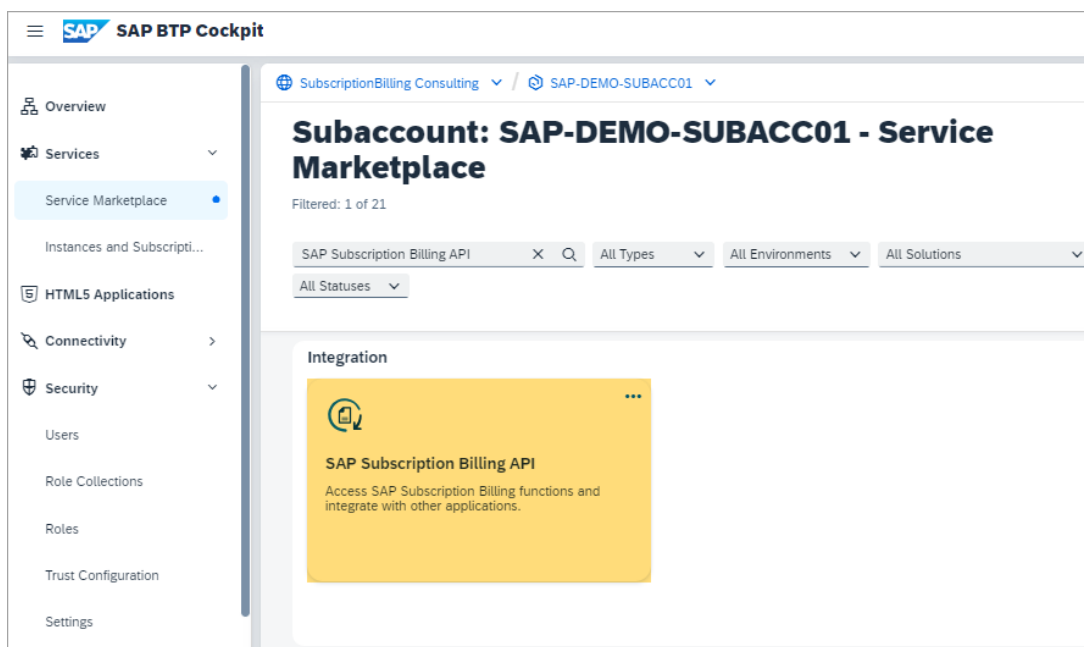 SAP SAP BTP Cockpit
Overview
Services
Service Marketplace
Instances and Subscripti...
HTML5 Applications
Connectivity
Security
Users
Role Collections
Roles
Trust Configuration
Settings
SubscriptionBilling Consulting / SAP-DEMO-SUBACC01
Subaccount: SAP-DEMO-SUBACC01 - Service
Marketplace
Filtered: 1 of 21
SAP Subscription Billing API All Types All Environments All Solutions
All Statuses
Integration
SAP Subscription Billing API
Access SAP Subscription Billing functions and
integrate with other applications.